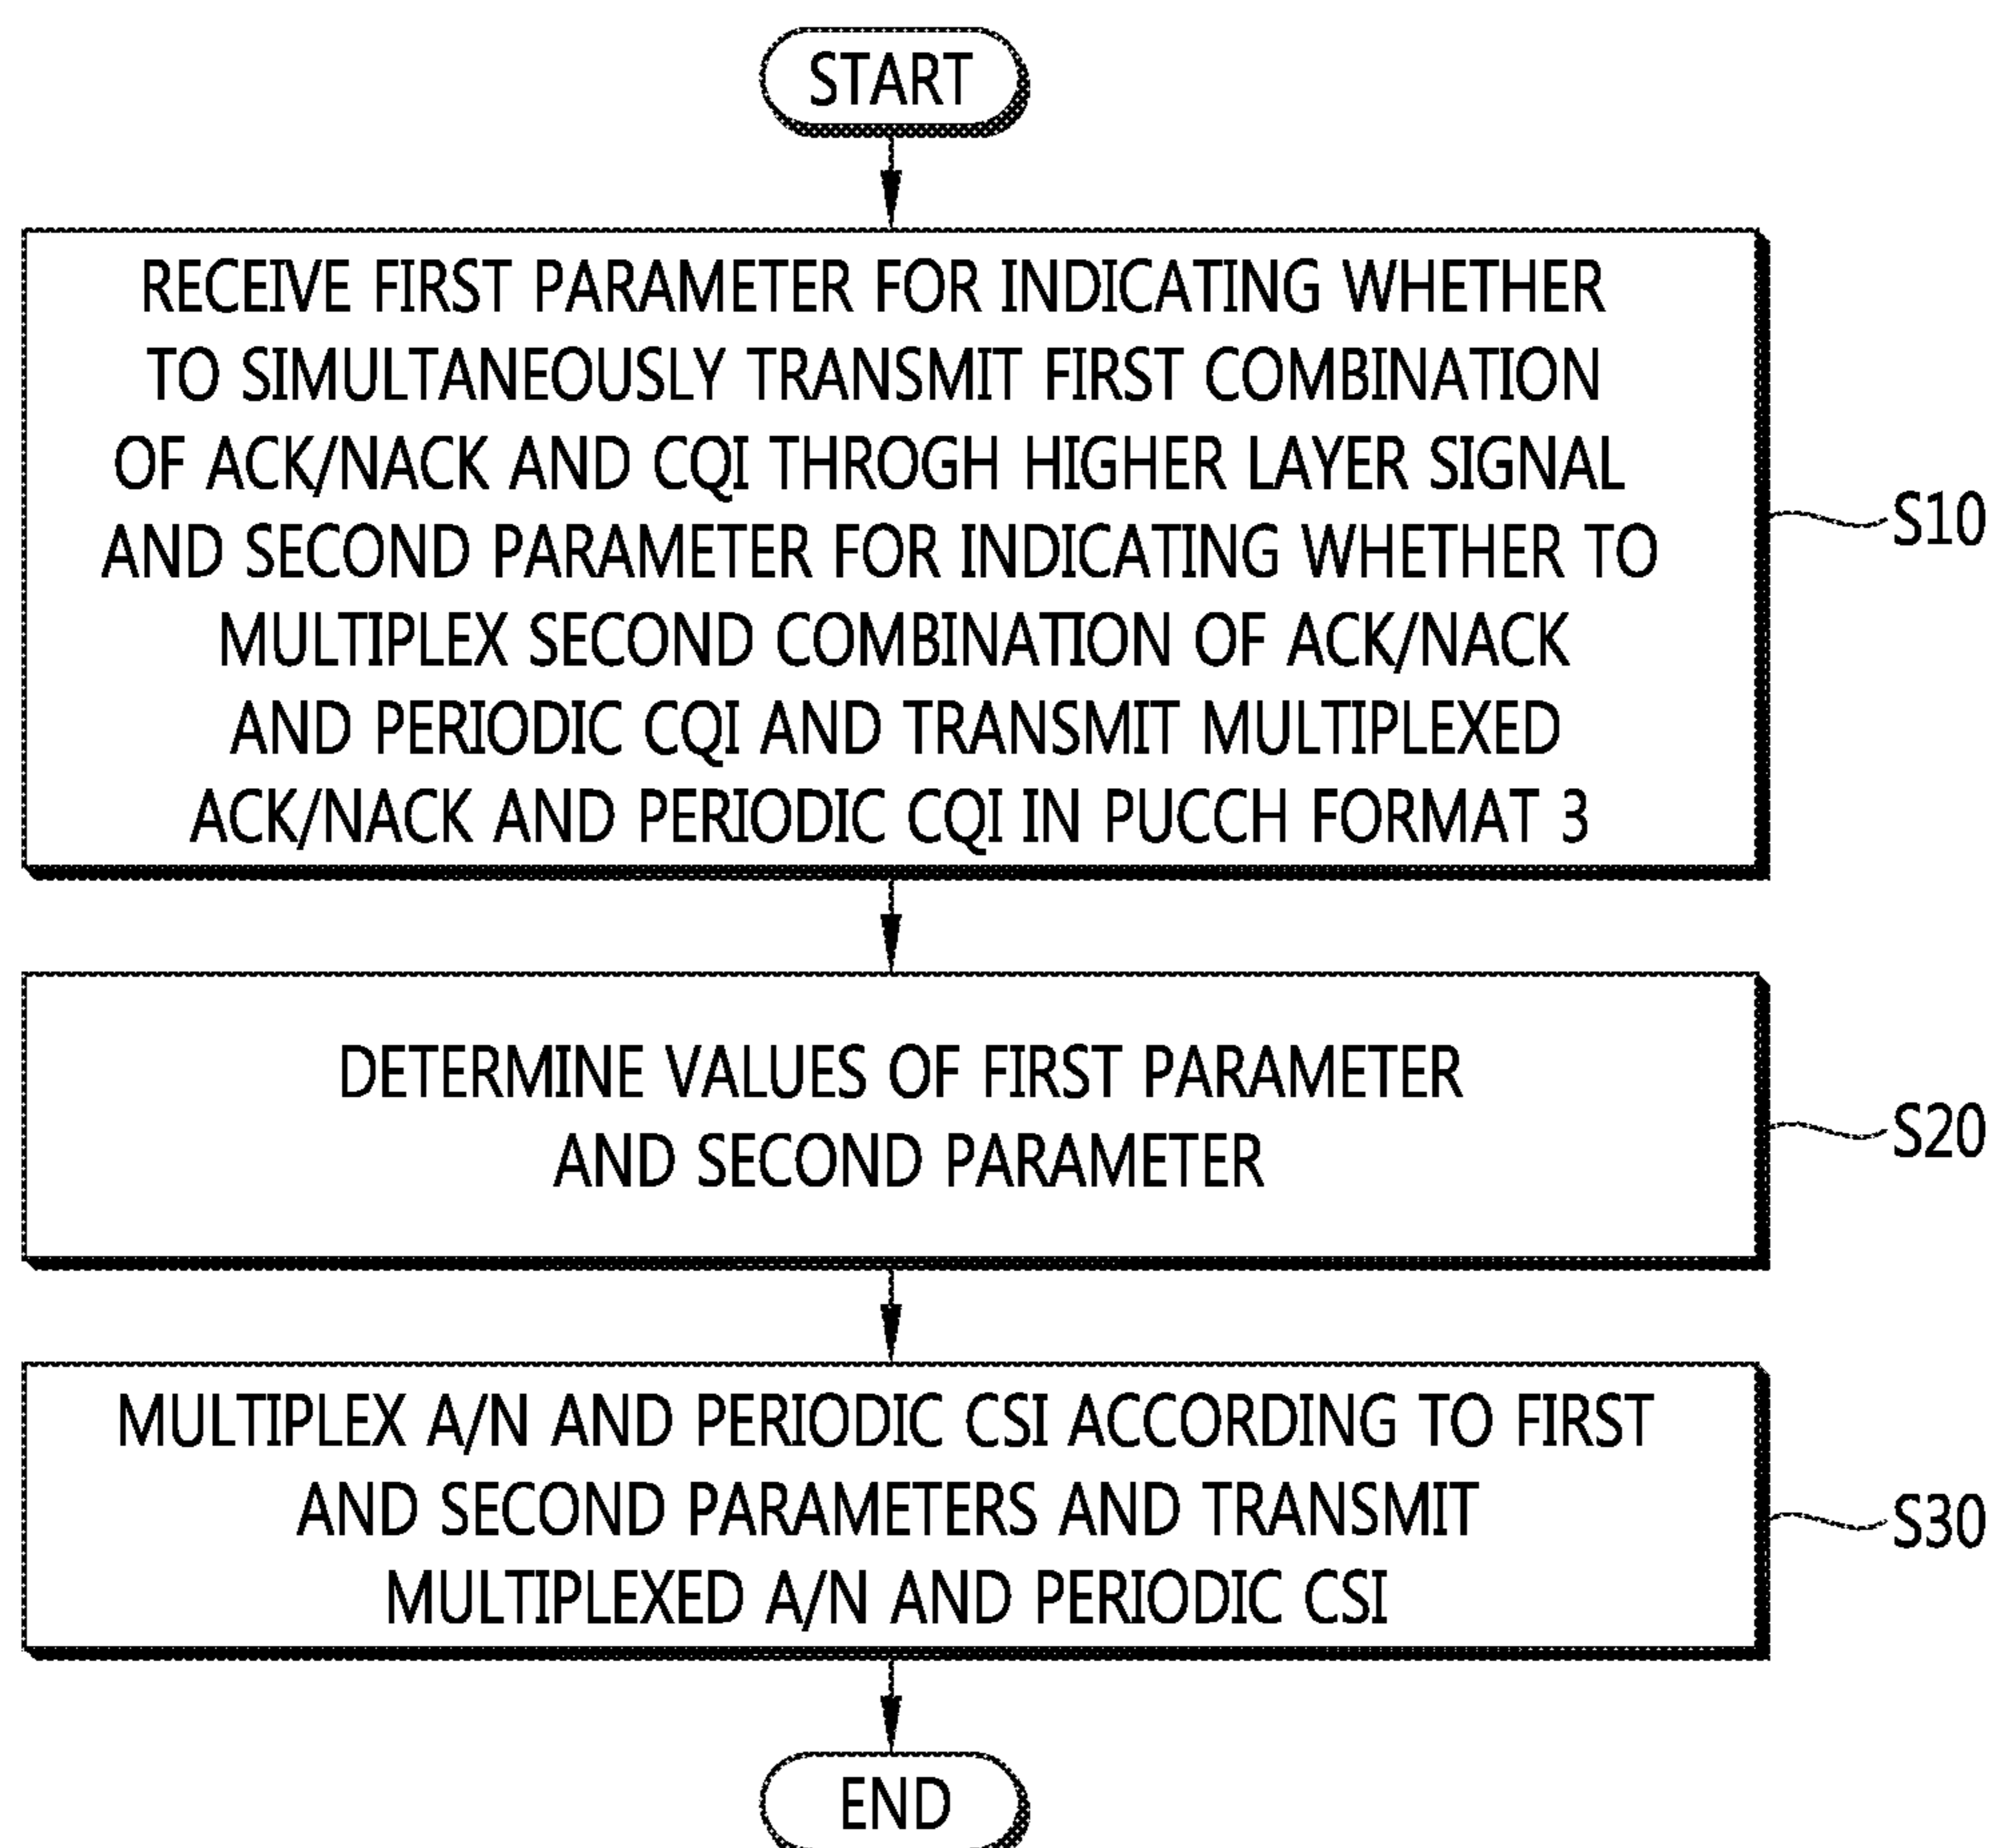 START
RECEIVE FIRST PARAMETER FOR INDICATING WHETHER
TO SIMULTANEOUSLY TRANSMIT FIRST COMBINATION
OF ACK/NACK AND CQI THROGH HIGHER LAYER SIGNAL
AND SECOND PARAMETER FOR INDICATING WHETHER TO
MULTIPLEX SECOND COMBINATION OF ACK/NACK
AND PERIODIC CQI AND TRANSMIT MULTIPLEXED
ACK/NACK AND PERIODIC CQI IN PUCCH FORMAT 3
S10
DETERMINE VALUES OF FIRST PARAMETER
AND SECOND PARAMETER
S20
MULTIPLEX A/N AND PERIODIC CSI ACCORDING TO FIRST
AND SECOND PARAMETERS AND TRANSMIT
MULTIPLEXED A/N AND PERIODIC CSI
S30
END